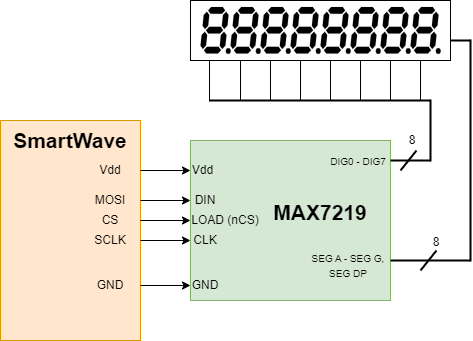 8.8.8.8.8.8.8.8.
SmartWave
Vdd
Vdd
DIG0 - DIG7
8
MOSI
DIN
CS
LOAD (nCS)
MAX7219
SCLK
CLK
8
SEG A - SEG G,
SEG DP
GND
GND